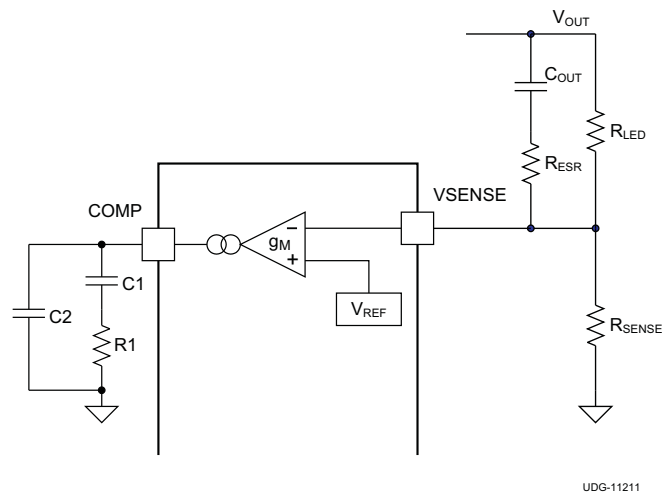 VOUT
COUT
RLED
RESR
VSENSE
COMP
gM
−
+
C1
VREF
C2
R1
RSENSE
UDG-11211